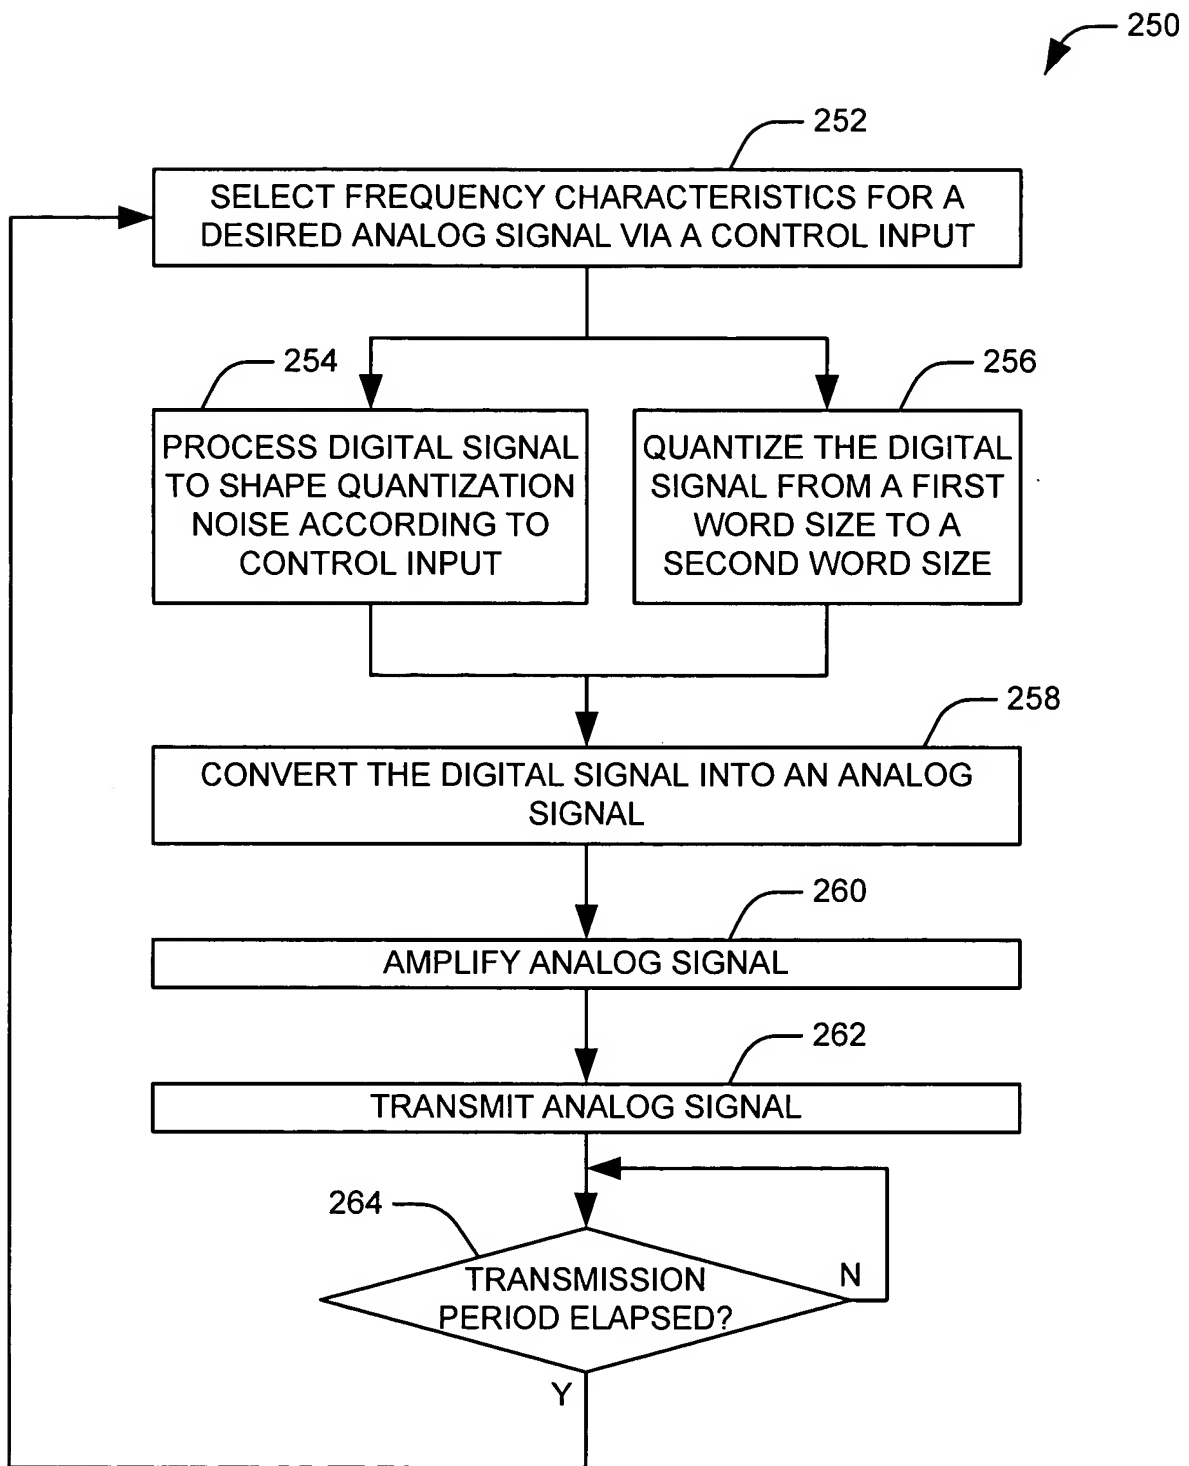 250
252
SELECT FREQUENCY CHARACTERISTICS FOR A
DESIRED ANALOG SIGNAL VIA A CONTROL INPUT
254
256
PROCESS DIGITAL SIGNAL
TO SHAPE QUANTIZATION
NOISE ACCORDING TO
CONTROL INPUT
QUANTIZE THE DIGITAL
SIGNAL FROM A FIRST
WORD SIZE TO A
SECOND WORD SIZE
258
CONVERT THE DIGITAL SIGNAL INTO AN ANALOG
SIGNAL
260
AMPLIFY ANALOG SIGNAL
262
TRANSMIT ANALOG SIGNAL
264
TRANSMISSION
PERIOD ELAPSED?
N
Y